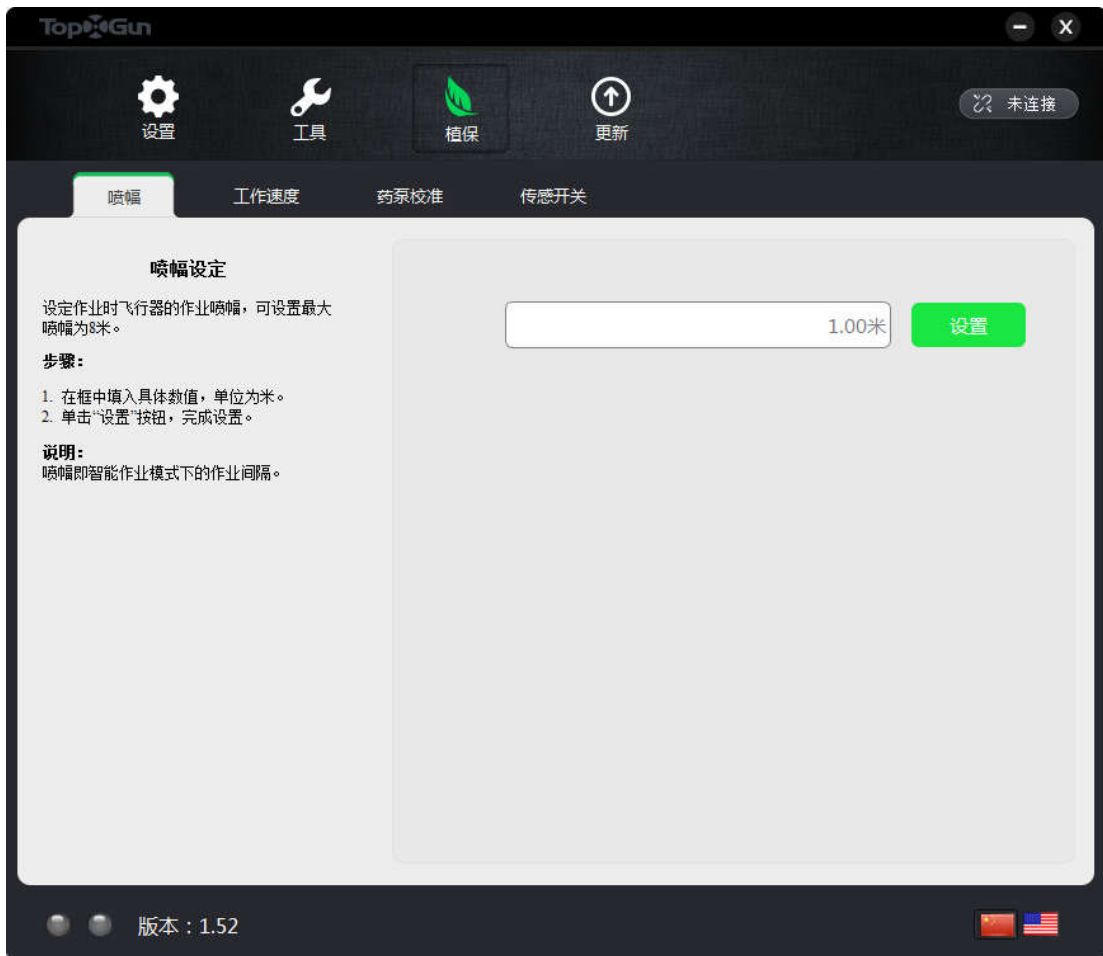 TopXGun
设置
工具
植保
更新
未连接
喷幅
工作速度
药泵校准
传感开关
喷幅设定
设定作业时飞行器的作业喷幅，可设置最大
喷幅为8米。
步骤：
1. 在框中填入具体数值，单位为米。
2. 单击“设置”按钮，完成设置。
说明：
喷幅即智能作业模式下的作业间隔。
1.00米
设置
版本：1.52